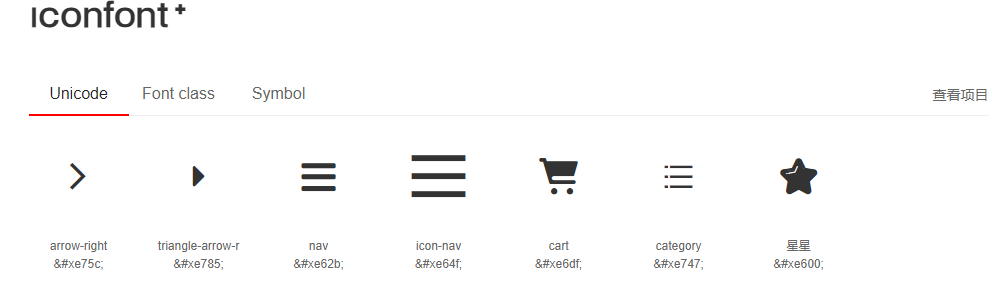 iconfont+
Unicode Font class Symbol 查看项目
arrow-right triangle-arrow-r nav icon-nav cart category 星星
&#xe75c; &#xe785; &#xe62b; &#xe64f; &#xe6df; &#xe747; &#xe600;